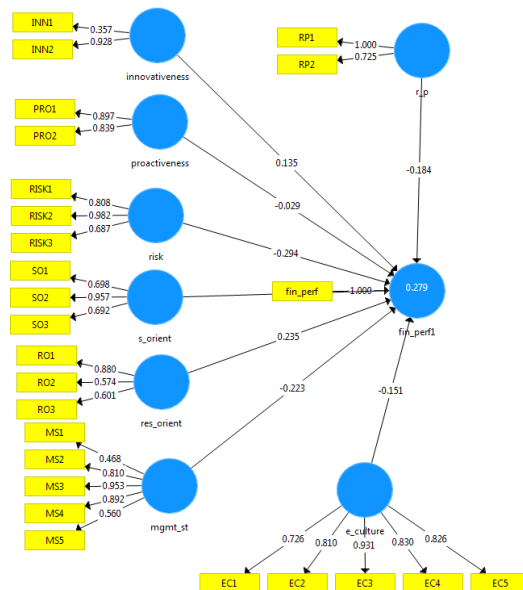 INN1
0.357
INN2
0.928
innovativeness
RP1
1.000
RP2
0.725
r_p
PRO1
0.897
PRO2
0.839
proactiveness
0.135
-0.184
-0.029
RISK1
0.808
RISK2
0.982
RISK3
0.687
risk
-0.294
SO1
0.698
SO2
0.957
SO3
0.692
s_orient
fin_perf
1.000
0.279
fin_perf1
RO1
0.880
RO2
0.574
RO3
0.601
res_orient
0.235
-0.223
-0.151
MS1
0.468
MS2
0.810
MS3
0.953
MS4
0.892
MS5
0.560
mgmt_st
e_culture
0.726
0.810
0.931
0.830
0.826
EC1
EC2
EC3
EC4
EC5